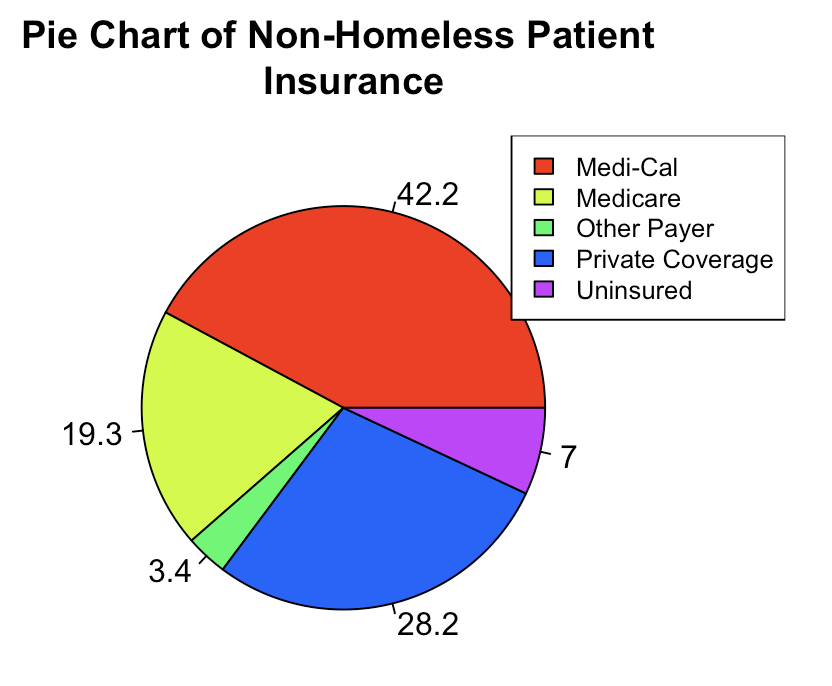 Pie Chart of Non-Homeless Patient
Insurance
Medi-Cal
Medicare
Other Payer
Private Coverage
Uninsured
42.2
19.3
7
3.4
28.2